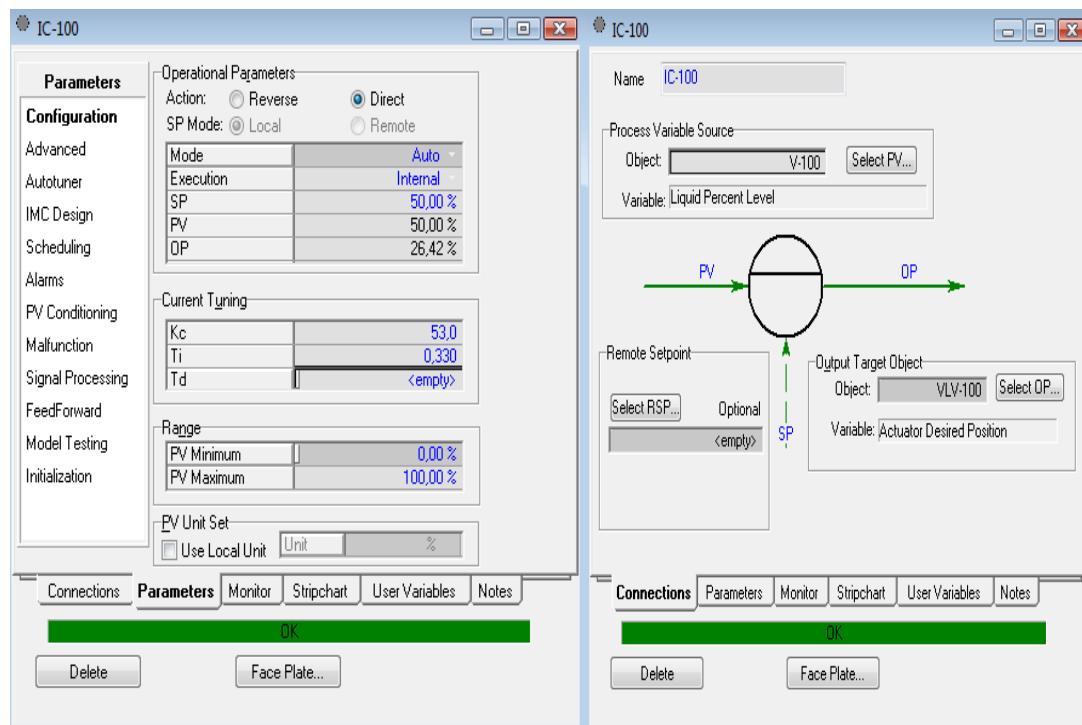 IC-100
Parameters
Configuration
Advanced
Autotuner
IMC Design
Scheduling
Alarms
PV Conditioning
Malfunction
Signal Processing
FeedForward
Model Testing
Initialization
Operational Parameters
Action: Reverse Direct
SP Mode: Local Remote
Mode Auto
Execution Internal
SP 50,00 %
PV 50,00 %
OP 26,42 %
Current Tuning
Kc 53,0
Ti 0,330
Td <empty>
Range
PV Minimum 0,00 %
PV Maximum 100,00 %
PV Unit Set
Use Local Unit Unit %
Connections Parameters Monitor Stripchart User Variables Notes
OK
Delete Face Plate...
IC-100
Name IC-100
Process Variable Source
Object: V-100 Select PV...
Variable: Liquid Percent Level
PV OP
Remote Setpoint
Select RSP... Optional
<empty>
SP
Output Target Object
Object: VLV-100 Select OP...
Variable: Actuator Desired Position
Connections Parameters Monitor Stripchart User Variables Notes
OK
Delete Face Plate...